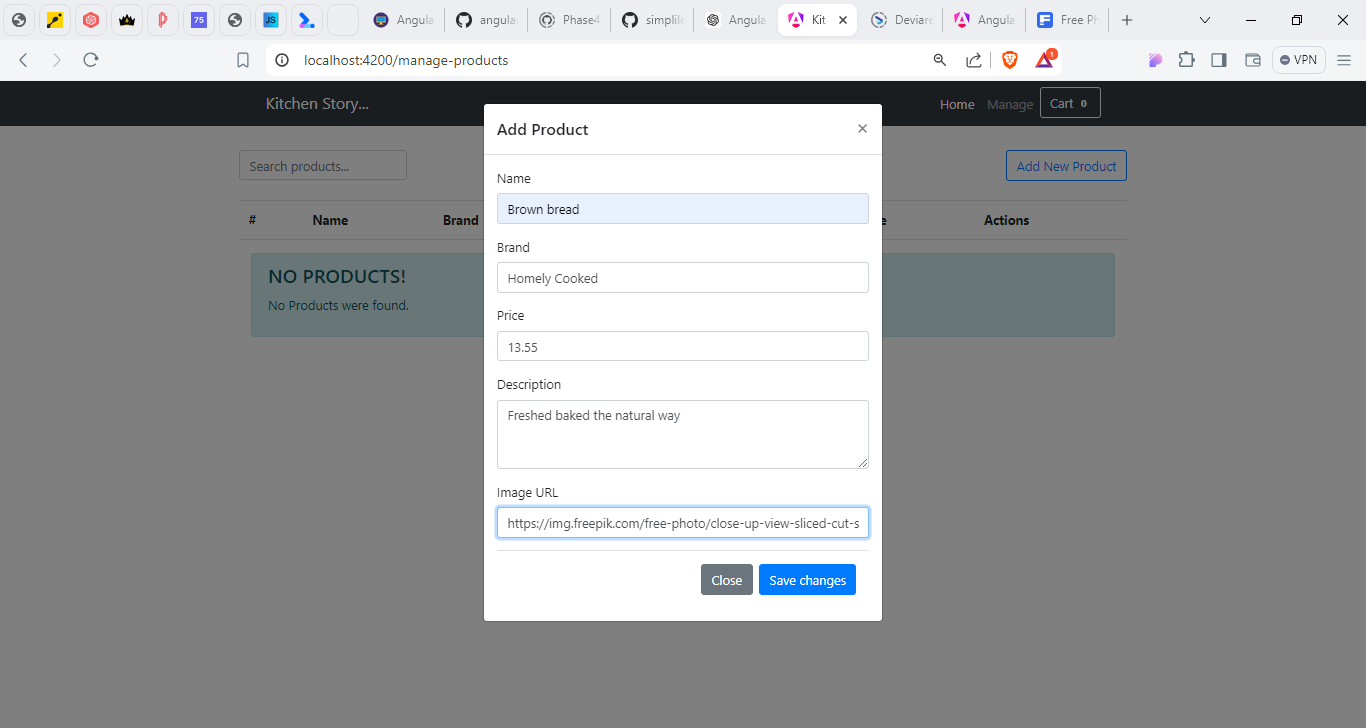 75
JS
Angula
angula
Phase4
simplile
Angula
Kit
Deviare
Angula
Free Ph
localhost:4200/manage-products
1
VPN
Kitchen Story...
Home
Manage
Cart 0
Add Product
×
Search products...
Add New Product
Name
Brown bread
# Name Brand e Actions
Brand
Homely Cooked
NO PRODUCTS!
No Products were found.
Price
13.55
Description
Freshed baked the natural way
Image URL
https://img.freepik.com/free-photo/close-up-view-sliced-cut-s
Close
Save changes